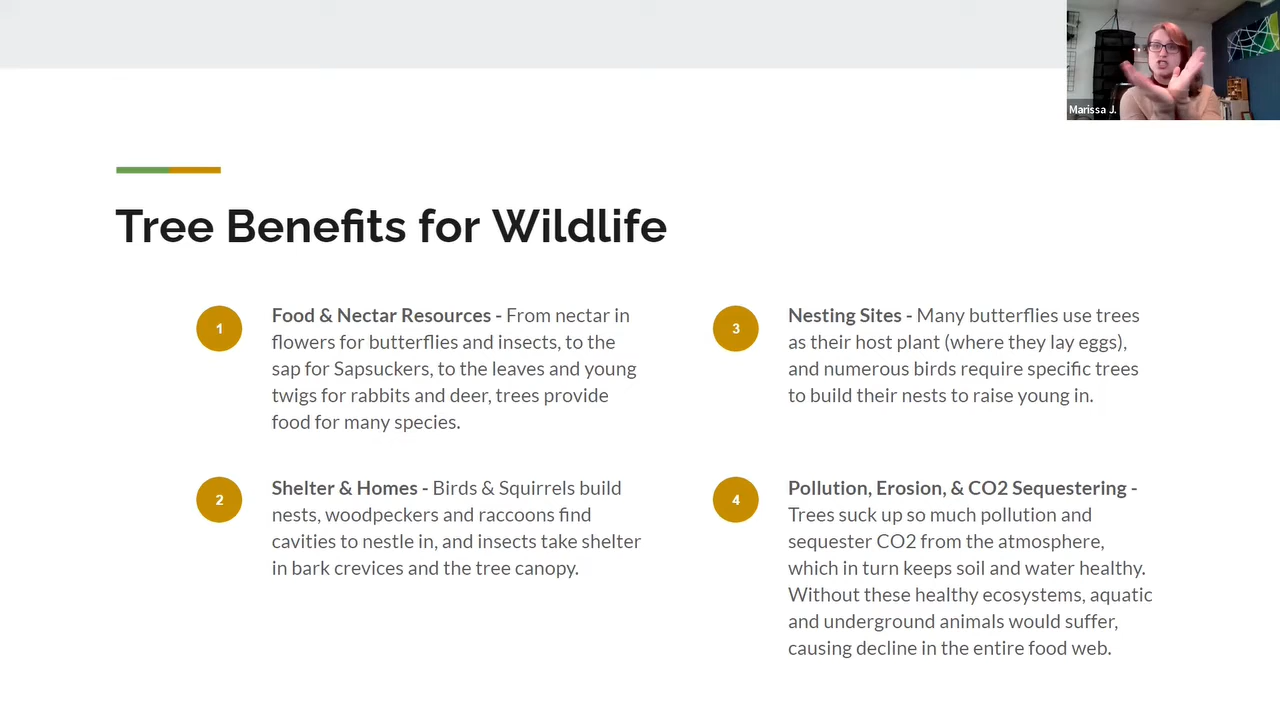 Marissa J.
Tree Benefits for Wildlife
1
Food & Nectar Resources - From nectar in
flowers for butterflies and insects, to the
sap for Sapsuckers, to the leaves and young
twigs for rabbits and deer, trees provide
food for many species.
2
Shelter & Homes - Birds & Squirrels build
nests, woodpeckers and raccoons find
cavities to nestle in, and insects take shelter
in bark crevices and the tree canopy.
3
Nesting Sites - Many butterflies use trees
as their host plant (where they lay eggs),
and numerous birds require specific trees
to build their nests to raise young in.
4
Pollution, Erosion, & CO2 Sequestering -
Trees suck up so much pollution and
sequester CO2 from the atmosphere,
which in turn keeps soil and water healthy.
Without these healthy ecosystems, aquatic
and underground animals would suffer,
causing decline in the entire food web.